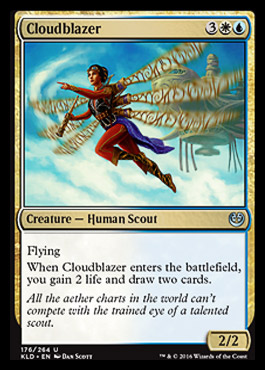 Cloudblazer 3
Creature — Human Scout
Flying
When Cloudblazer enters the battlefield,
you gain 2 life and draw two cards.
All the aether charts in the world can't
compete with the trained eye of a talented
scout.
2/2
176/264 U
KLD • EN DAN SCOTT
™ & © 2016 Wizards of the Coast